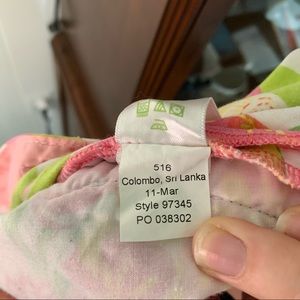 516
Colombo, Sri Lanka
11-Mar
Style 97345
PO 038302